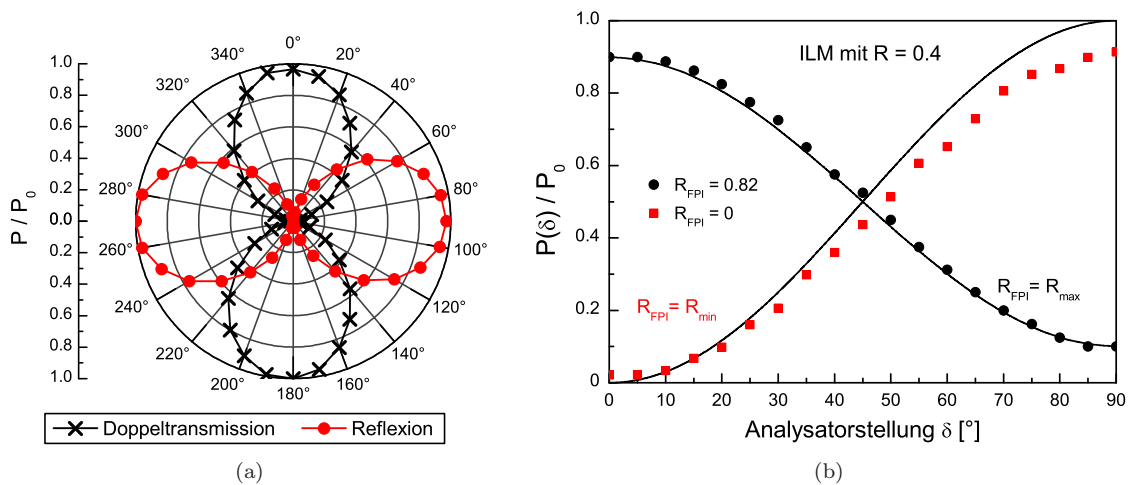 0°
20°
40°
60°
80°
100°
120°
140°
160°
180°
200°
220°
240°
260°
280°
300°
320°
340°
1.0
0.8
0.6
0.4
0.2
0.0
0.2
0.4
0.6
0.8
1.0
P / P0
Doppeltransmission
Reflexion
(a)
ILM mit R = 0.4
RFPI = 0.82
RFPI = 0
RFPI = Rmin
RFPI = Rmax
1
0.8
0.6
0.4
0.2
0
P(δ) / P0
0 10 20 30 40 50 60 70 80 90
Analysatorstellung δ [°]
(b)